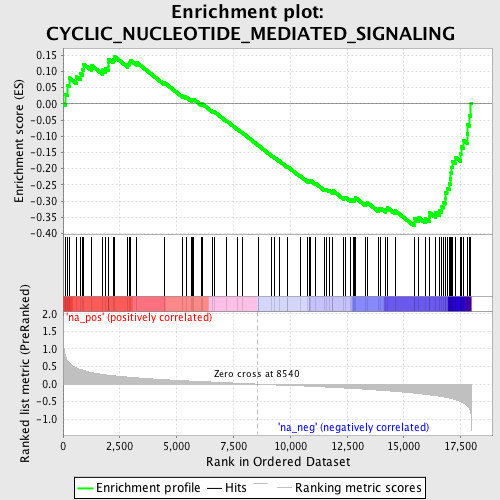 Enrichment plot:
CYCLIC_NUCLEOTIDE_MEDIATED_SIGNALING
Enrichment score (ES)
0.15
0.10
0.05
0.00
-0.05
-0.10
-0.15
-0.20
-0.25
-0.30
-0.35
-0.40
'na_pos' (positively correlated)
Ranked list metric (PreRanked)
2.0
1.5
1.0
0.5
0.0
-0.5
-1.0
Zero cross at 8540
'na_neg' (negatively correlated)
0
2,500
5,000
7,500
10,000
12,500
15,000
17,500
Rank in Ordered Dataset
Enrichment profile
Hits
Ranking metric scores